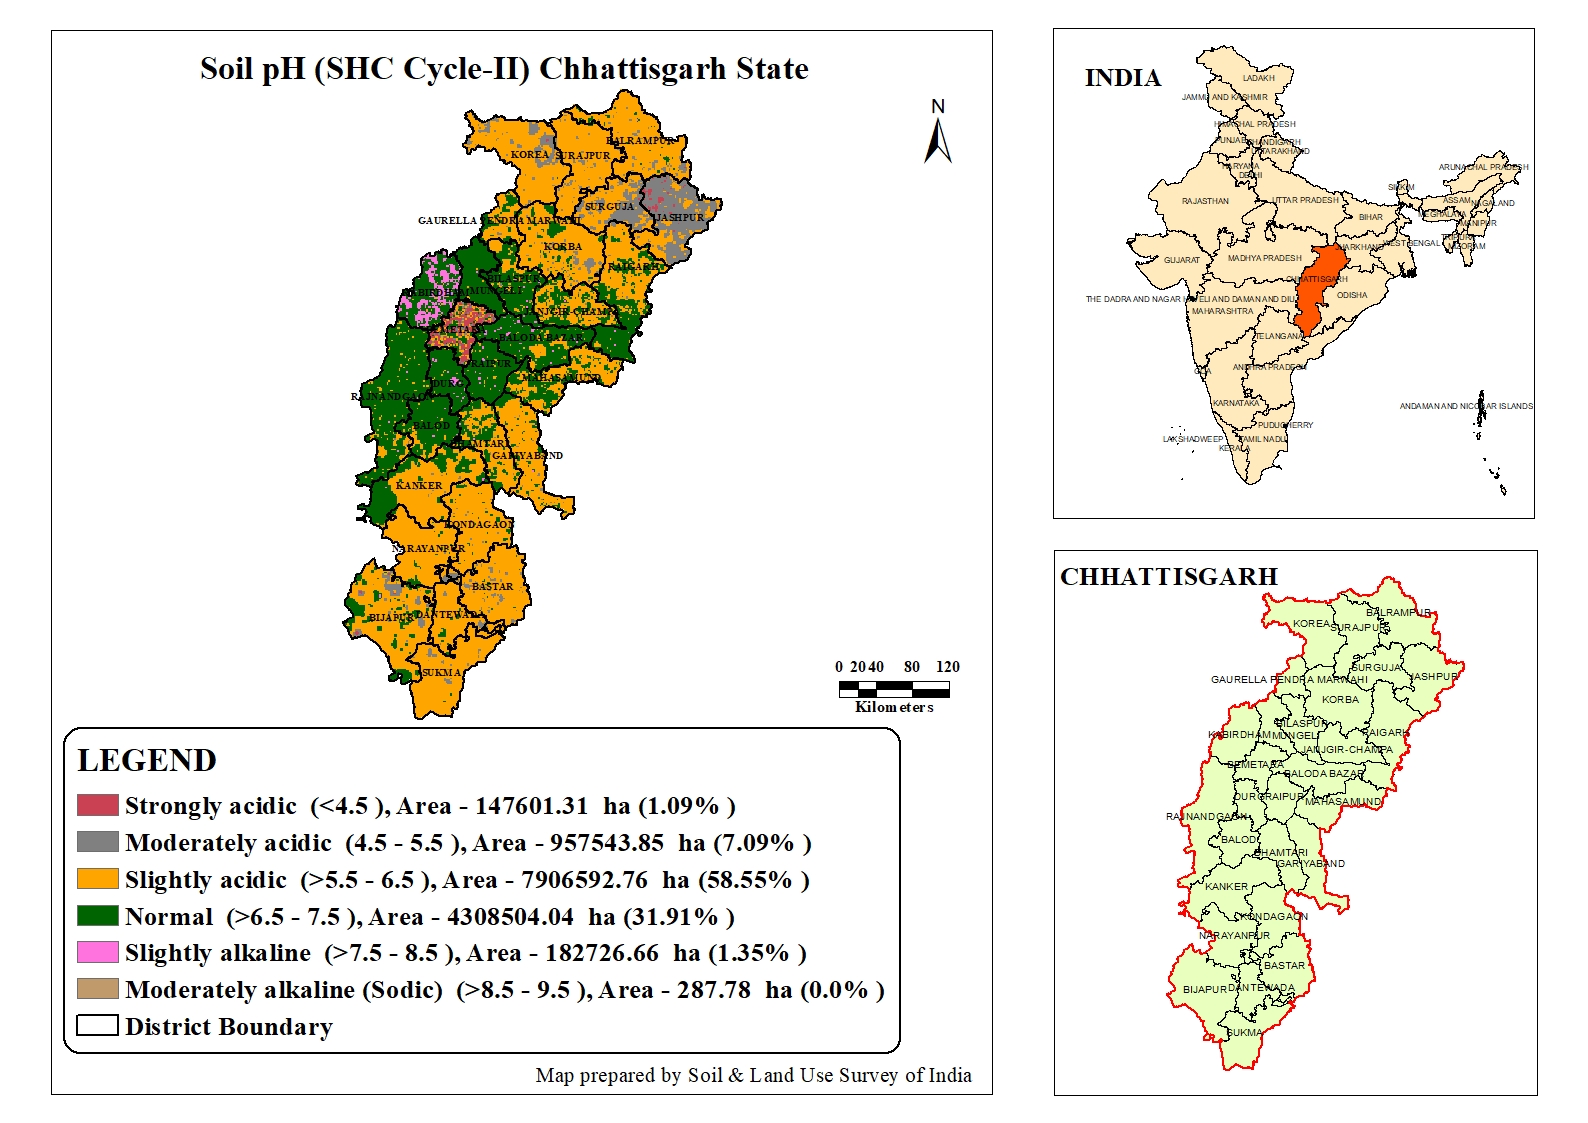 Soil pH (SHC Cycle-II) Chhattisgarh State
N
BALRAMPUR
KOREA
SURAJPUR
SURGUJA
JASHPUR
GAURELLA PENDRA MARWAHI
KORBA
RAIGARH
BILASPUR
KABIRDHAM
MUNGELI
JANJGIR-CHAMPA
BEMETARA
BALODA BAZAR
RAIPUR
MAHASAMUND
DURG
RAJNANDGAON
BALOD
DHAMTARI
GARIYABAND
KANKER
KONDAGAON
NARAYANPUR
BASTAR
BIJAPUR
DANTEWADA
SUKMA
0 20 40 80 120
Kilometers
LEGEND
Strongly acidic (<4.5 ), Area - 147601.31 ha (1.09% )
Moderately acidic (4.5 - 5.5 ), Area - 957543.85 ha (7.09% )
Slightly acidic (>5.5 - 6.5 ), Area - 7906592.76 ha (58.55% )
Normal (>6.5 - 7.5 ), Area - 4308504.04 ha (31.91% )
Slightly alkaline (>7.5 - 8.5 ), Area - 182726.66 ha (1.35% )
Moderately alkaline (Sodic) (>8.5 - 9.5 ), Area - 287.78 ha (0.0% )
District Boundary
Map prepared by Soil & Land Use Survey of India
INDIA
LADAKH
JAMMU AND KASHMIR
HIMACHAL PRADESH
PUNJAB
CHANDIGARH
UTTARAKHAND
HARYANA
DELHI
ARUNACHAL PRADESH
SIKKIM
RAJASTHAN
UTTAR PRADESH
ASSAM
NAGALAND
BIHAR
MEGHALAYA
MANIPUR
TRIPURA
MIZORAM
JHARKHAND
WEST BENGAL
GUJARAT
MADHYA PRADESH
CHHATTISGARH
ODISHA
THE DADRA AND NAGAR HAVELI AND DAMAN AND DIU
MAHARASHTRA
TELANGANA
GOA
ANDHRA PRADESH
KARNATAKA
ANDAMAN AND NICOBAR ISLANDS
PUDUCHERRY
LAKSHADWEEP
TAMIL NADU
KERALA
CHHATTISGARH
BALRAMPUR
KOREA
SURAJPUR
SURGUJA
JASHPUR
GAURELLA PENDRA MARWAHI
KORBA
BILASPUR
KABIRDHAM
MUNGELI
RAIGARH
JANJGIR-CHAMPA
BEMETARA
BALODA BAZAR
DURG
RAIPUR
MAHASAMUND
RAJNANDGAON
BALOD
DHAMTARI
GARIYABAND
KANKER
KONDAGAON
NARAYANPUR
BASTAR
BIJAPUR
DANTEWADA
SUKMA